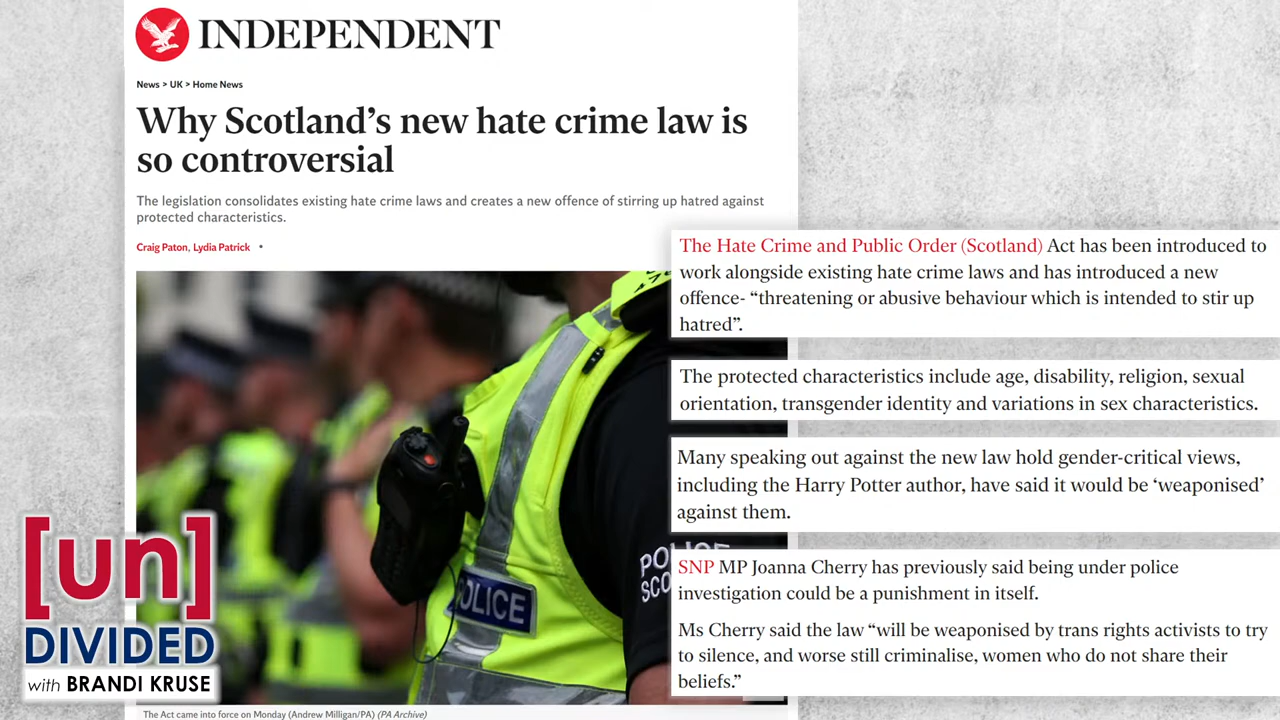 INDEPENDENT
News > UK > Home News
Why Scotland's new hate crime law is
so controversial
The legislation consolidates existing hate crime laws and creates a new offence of stirring up hatred against
protected characteristics.
Craig Paton, Lydia Patrick •
The Hate Crime and Public Order (Scotland) Act has been introduced to
work alongside existing hate crime laws and has introduced a new
offence- “threatening or abusive behaviour which is intended to stir up
hatred”.
The protected characteristics include age, disability, religion, sexual
orientation, transgender identity and variations in sex characteristics.
Many speaking out against the new law hold gender-critical views,
including the Harry Potter author, have said it would be ‘weaponised’
against them.
SNP MP Joanna Cherry has previously said being under police
investigation could be a punishment in itself.
Ms Cherry said the law “will be weaponised by trans rights activists to try
to silence, and worse still criminalise, women who do not share their
beliefs.”
POLICE
POLICE
[un]
DIVIDED
with BRANDI KRUSE
The Act came into force on Monday (Andrew Milligan/PA) (PA Archive)